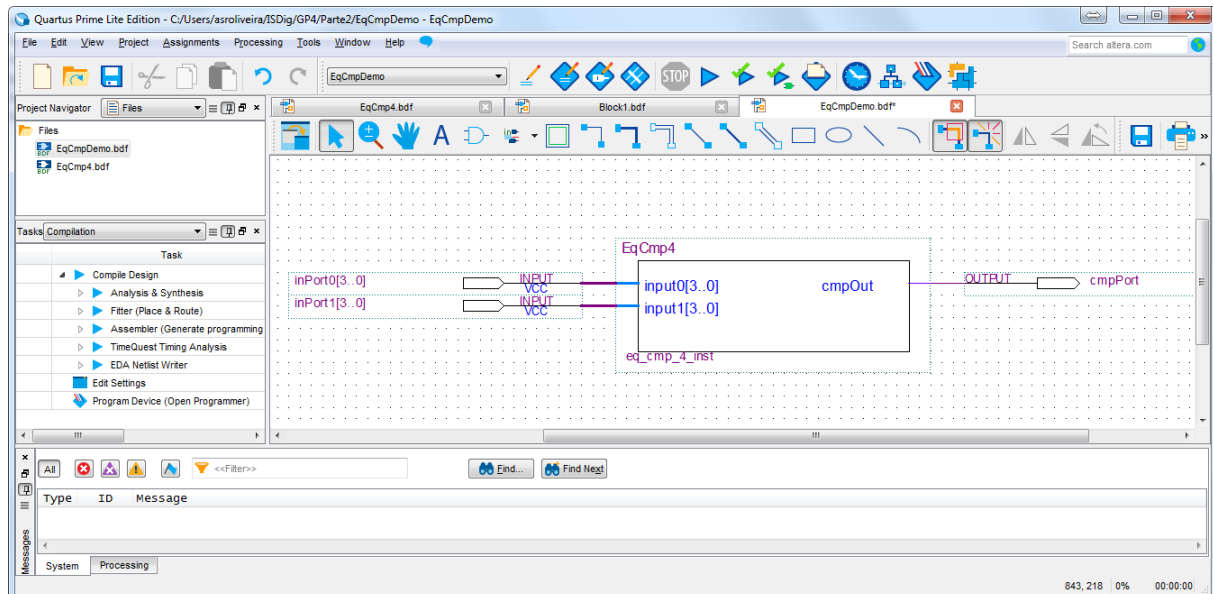 Quartus Prime Lite Edition - C:/Users/asroliveira/ISDig/GP4/Parte2/EqCmpDemo - EqCmpDemo
File Edit View Project Assignments Processing Tools Window Help
Search altera.com
EqCmpDemo
STOP
Project Navigator Files
EqCmp4.bdf
Block1.bdf
EqCmpDemo.bdf*
Files
EqCmpDemo.bdf
EqCmp4.bdf
A
Tasks Compilation
Task
Compile Design
Analysis & Synthesis
Fitter (Place & Route)
Assembler (Generate programming
TimeQuest Timing Analysis
EDA Netlist Writer
Edit Settings
Program Device (Open Programmer)
EqCmp4
inPort0[3..0] INPUT VCC input0[3..0] cmpOut OUTPUT cmpPort
inPort1[3..0] INPUT VCC input1[3..0]
eq_cmp_4_inst
All <<Filter>> Find... Find Next
Type ID Message
Messages
System Processing
843, 218 0% 00:00:00